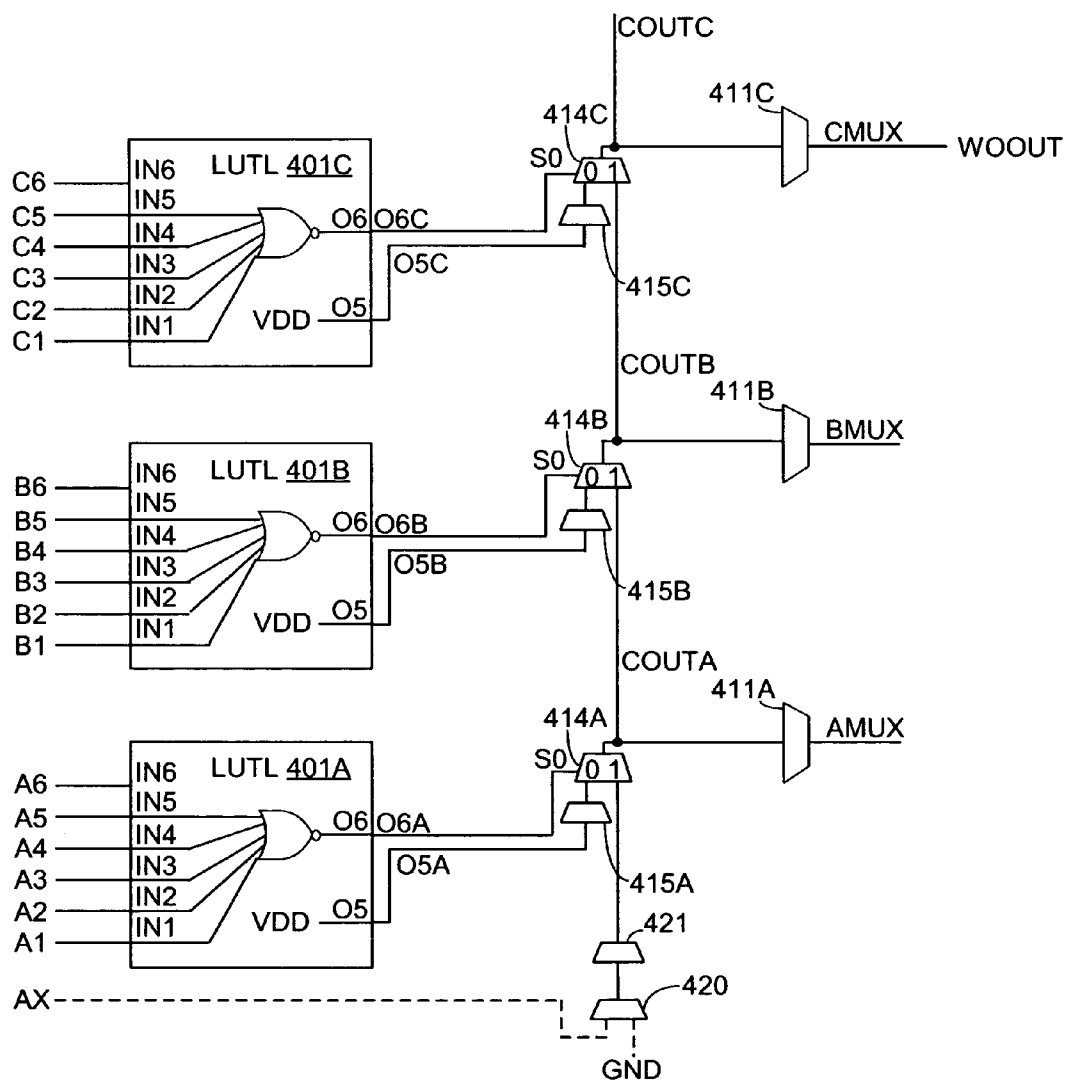 COUTC
411C
414C
CMUX
WOOUT
LUTL 401C
S0
0 1
C6
IN6
C5
IN5
C4
IN4
C3
IN3
C2
IN2
C1
IN1
O6
O6C
O5C
VDD
O5
415C
COUTB
411B
414B
BMUX
LUTL 401B
S0
0 1
B6
IN6
B5
IN5
B4
IN4
B3
IN3
B2
IN2
B1
IN1
O6
O6B
O5B
VDD
O5
415B
COUTA
411A
414A
AMUX
LUTL 401A
S0
0 1
A6
IN6
A5
IN5
A4
IN4
A3
IN3
A2
IN2
A1
IN1
O6
O6A
O5A
VDD
O5
415A
421
AX
420
GND